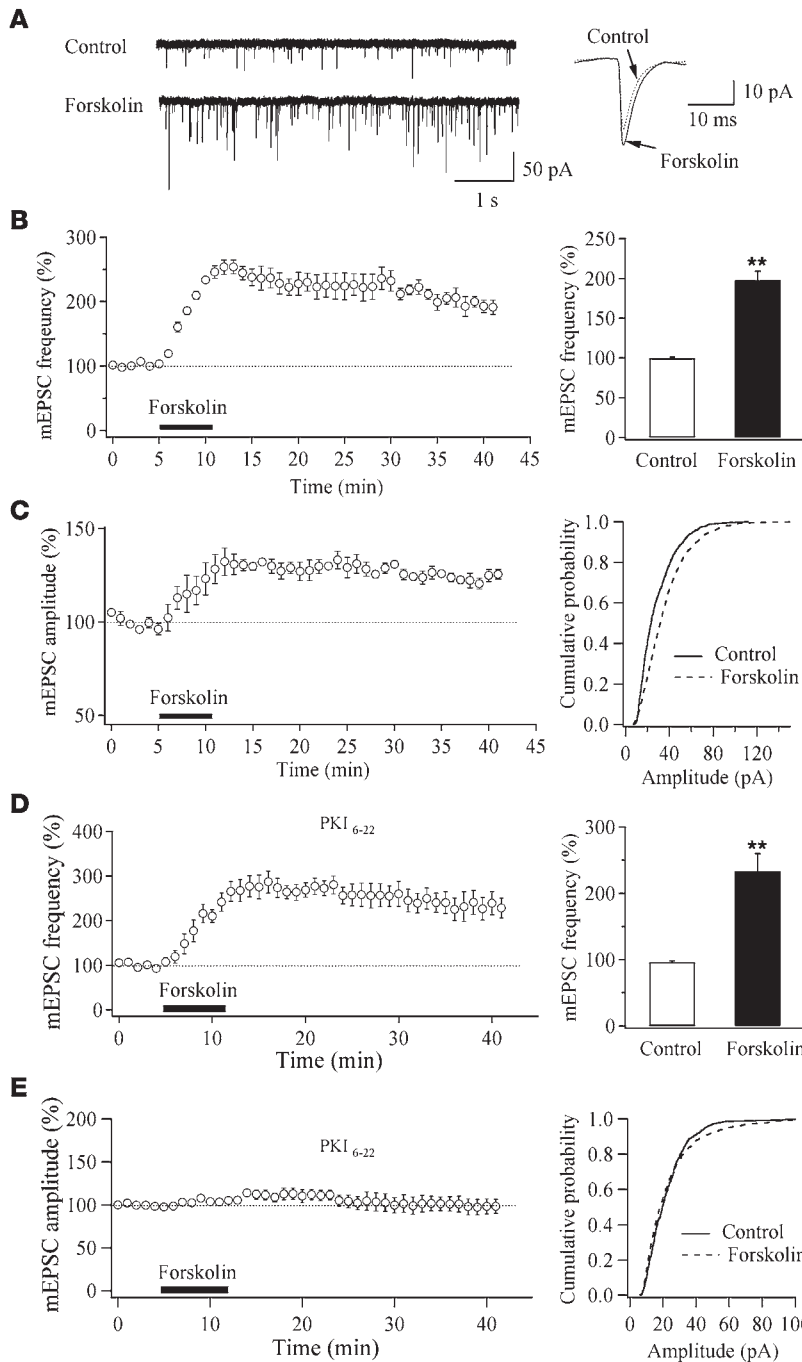 A
Control
Forskolin
50 pA
1 s
Control
10 pA
10 ms
Forskolin
B
mEPSC freqeuncy (%)
300
200
100
0
Forskolin
0 5 10 15 20 25 30 35 40 45
Time (min)
mEPSC frequency (%)
250
200
150
100
50
0
**
Control Forskolin
C
mEPSC amplitude (%)
150
100
50
Forskolin
0 5 10 15 20 25 30 35 40 45
Time (min)
Cumulative probability
1.0
0.8
0.6
0.4
0.2
0.0
Control
Forskolin
0 40 80 120
Amplitude (pA)
D
PKI 6-22
mEPSC frequency (%)
400
300
200
100
0
Forskolin
0 10 20 30 40
Time (min)
mEPSC frequency (%)
300
200
100
0
**
Control Forskolin
E
PKI 6-22
mEPSC amplitude (%)
200
150
100
50
0
Forskolin
0 10 20 30 40
Time (min)
Cumulative probability
1.0
0.8
0.6
0.4
0.2
0.0
Control
Forskolin
0 20 40 60 80 100
Amplitude (pA)